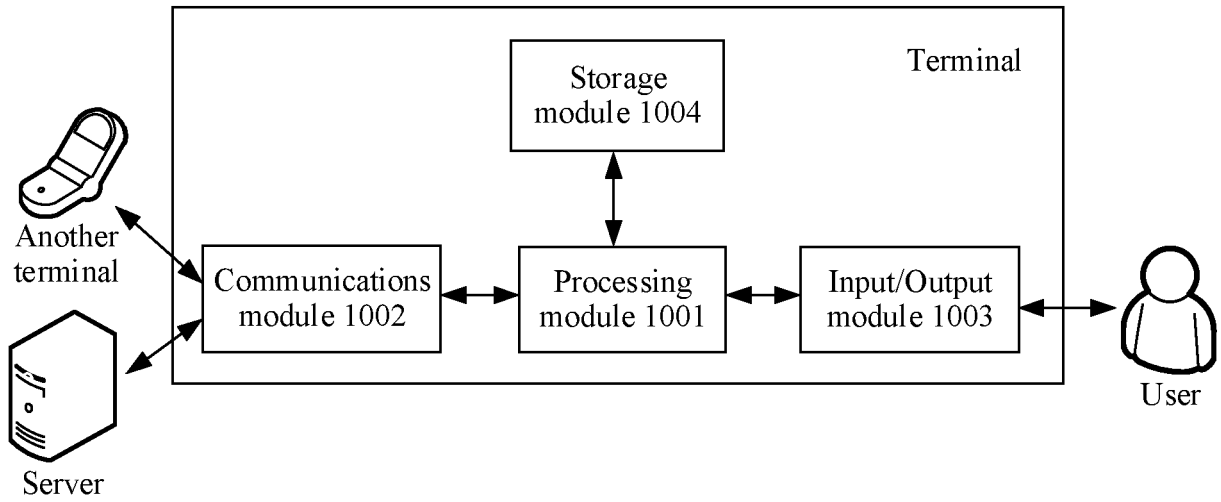 Terminal
Storage
module 1004
Another
terminal
Communications
module 1002
Processing
module 1001
Input/Output
module 1003
User
Server